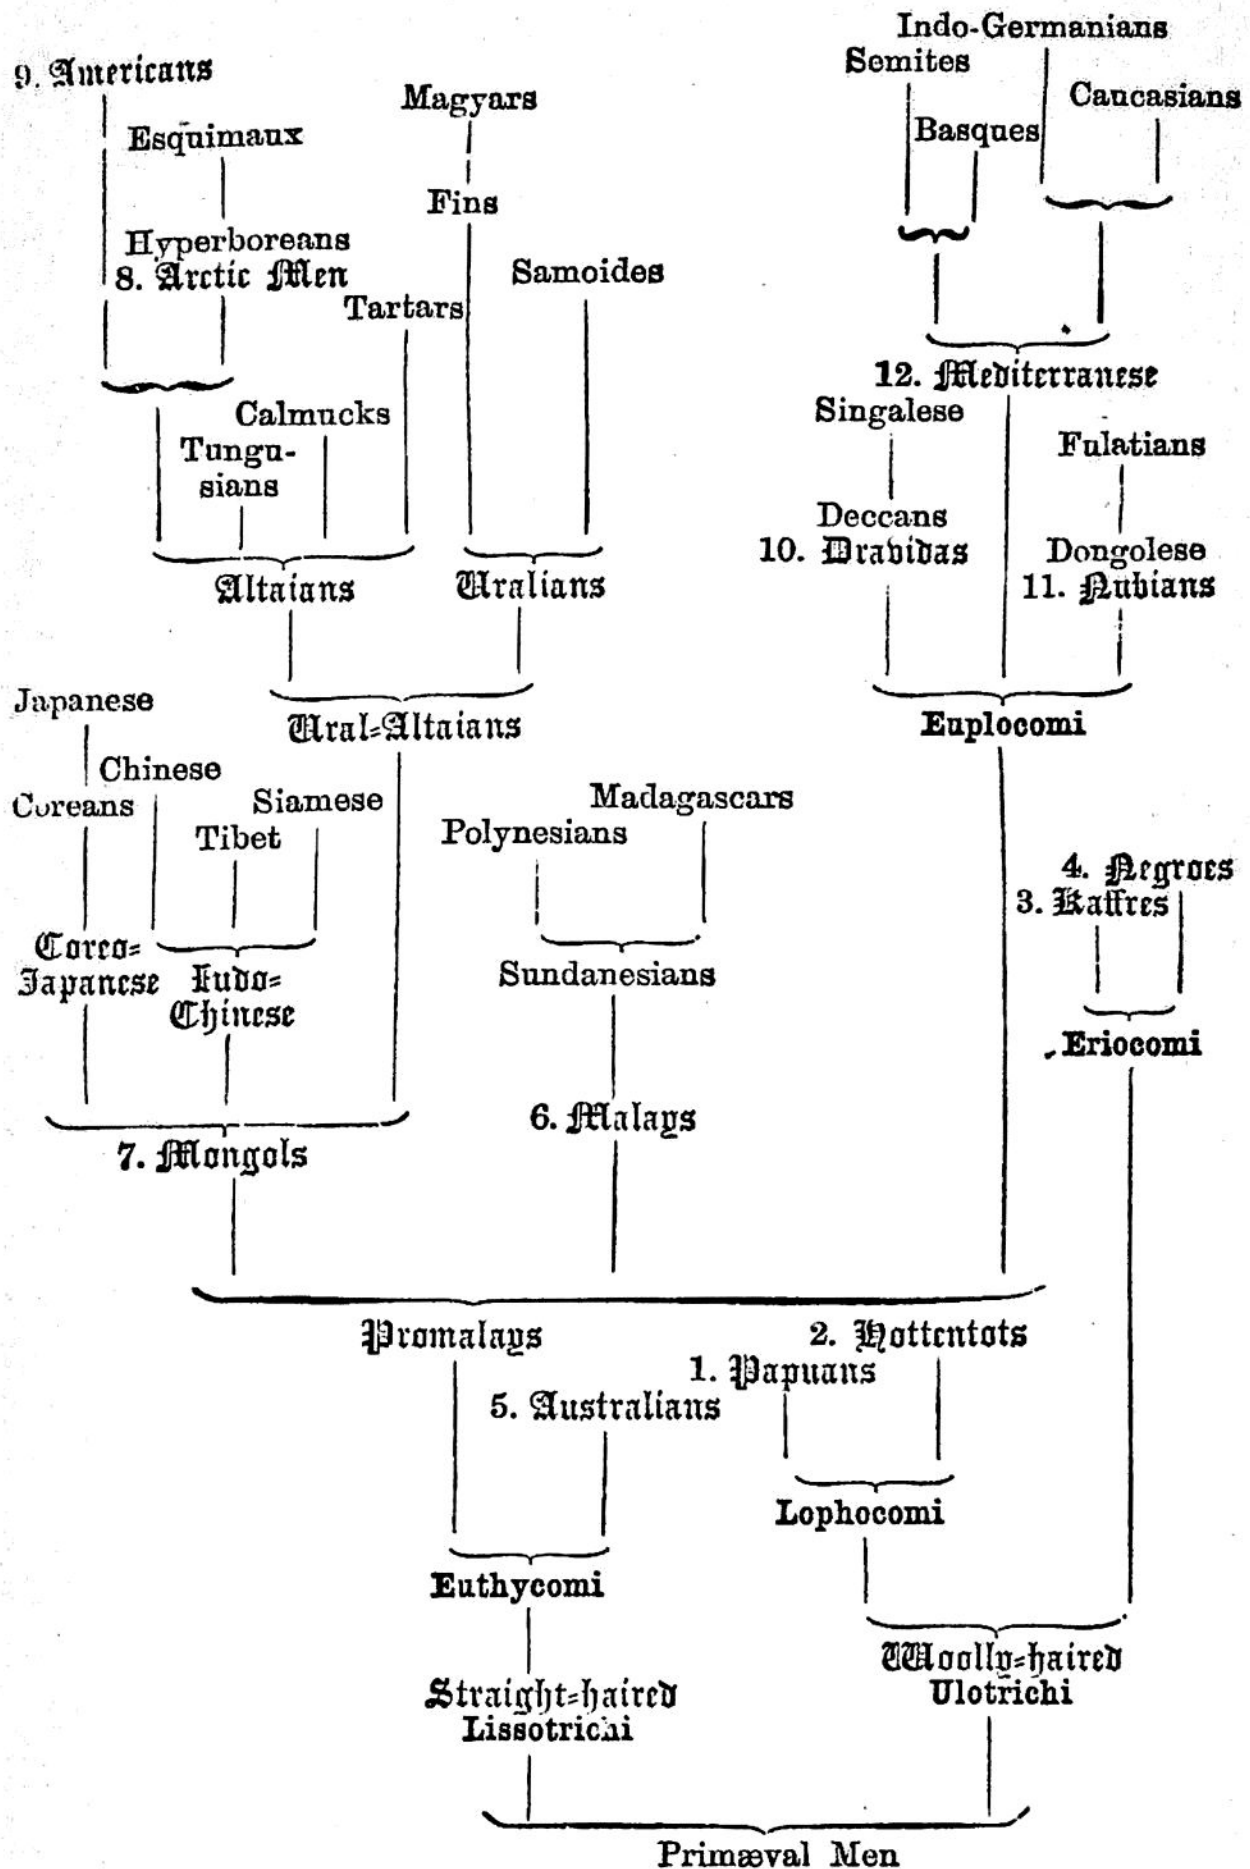 Indo-Germanians
Semites
9. Americans
Caucasians
Magyars
Basques
Esquimaux
Fins
Hyperboreans
8. Arctic Men
Samoides
Tartars
12. Mediterranese
Calmucks
Singalese
Tungu-
sians
Fulatians
Deccans
10. Dravidas
Dongolese
11. Nubians
Altaians
Uralians
Japanese
Ural-Altaians
Euplocomi
Chinese
Coreans
Siamese
Madagascars
Tibet
Polynesians
4. Negroes
3. Kaffres
Coreo-
Japanese
Indo-
Chinese
Sundanesians
Eriocomi
6. Malays
7. Mongols
Promalays
2. Hottentots
1. Papuans
5. Australians
Lophocomi
Euthycomi
Woolly-haired
Ulotrichi
Straight-haired
Lissotrichi
Primæval Men